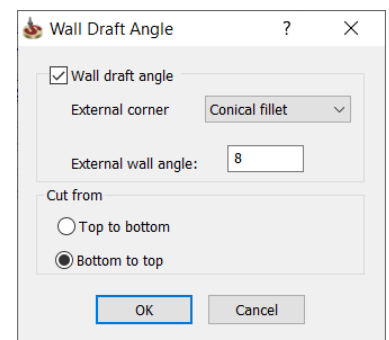 Wall Draft Angle ?
Wall draft angle
External corner Conical fillet
External wall angle: 8
Cut from
Top to bottom
Bottom to top
OK Cancel